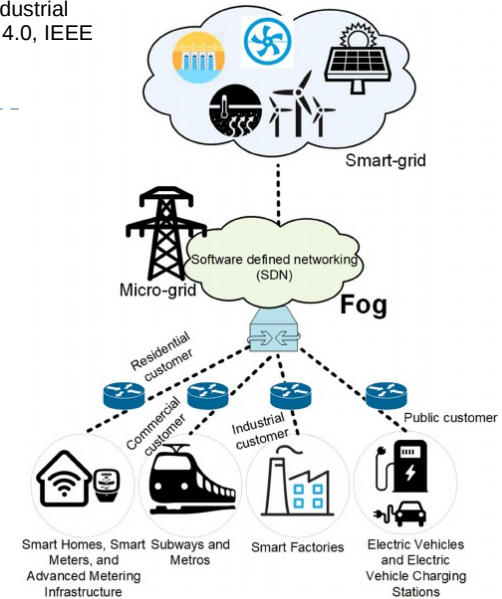 dustrial
4.0, IEEE
Smart-grid
Software defined networking
(SDN)
Micro-grid
Fog
Residential
customer
Commercial
customer
Industrial
customer
Public customer
Smart Homes, Smart
Meters, and
Advanced Metering
Infrastructure
Subways and
Metros
Smart Factories
Electric Vehicles
and Electric
Vehicle Charging
Stations